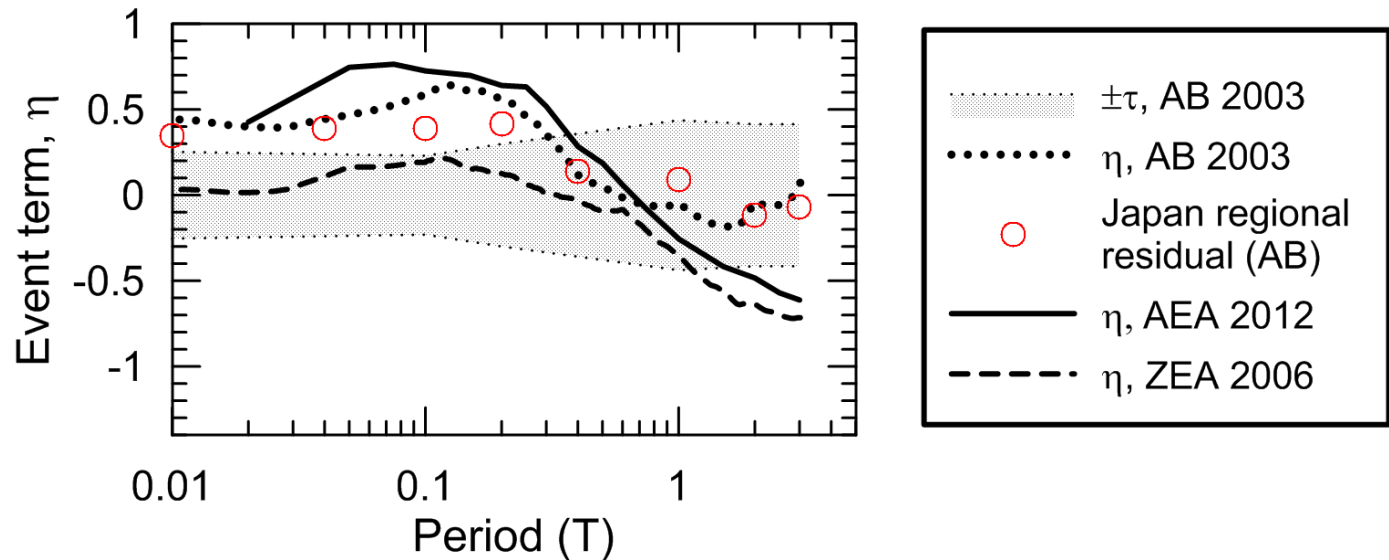 1
0.5
0
-0.5
-1
Event term, η
0.01
0.1
1
Period (T)
±τ, AB 2003
η, AB 2003
Japan regional
residual (AB)
η, AEA 2012
η, ZEA 2006